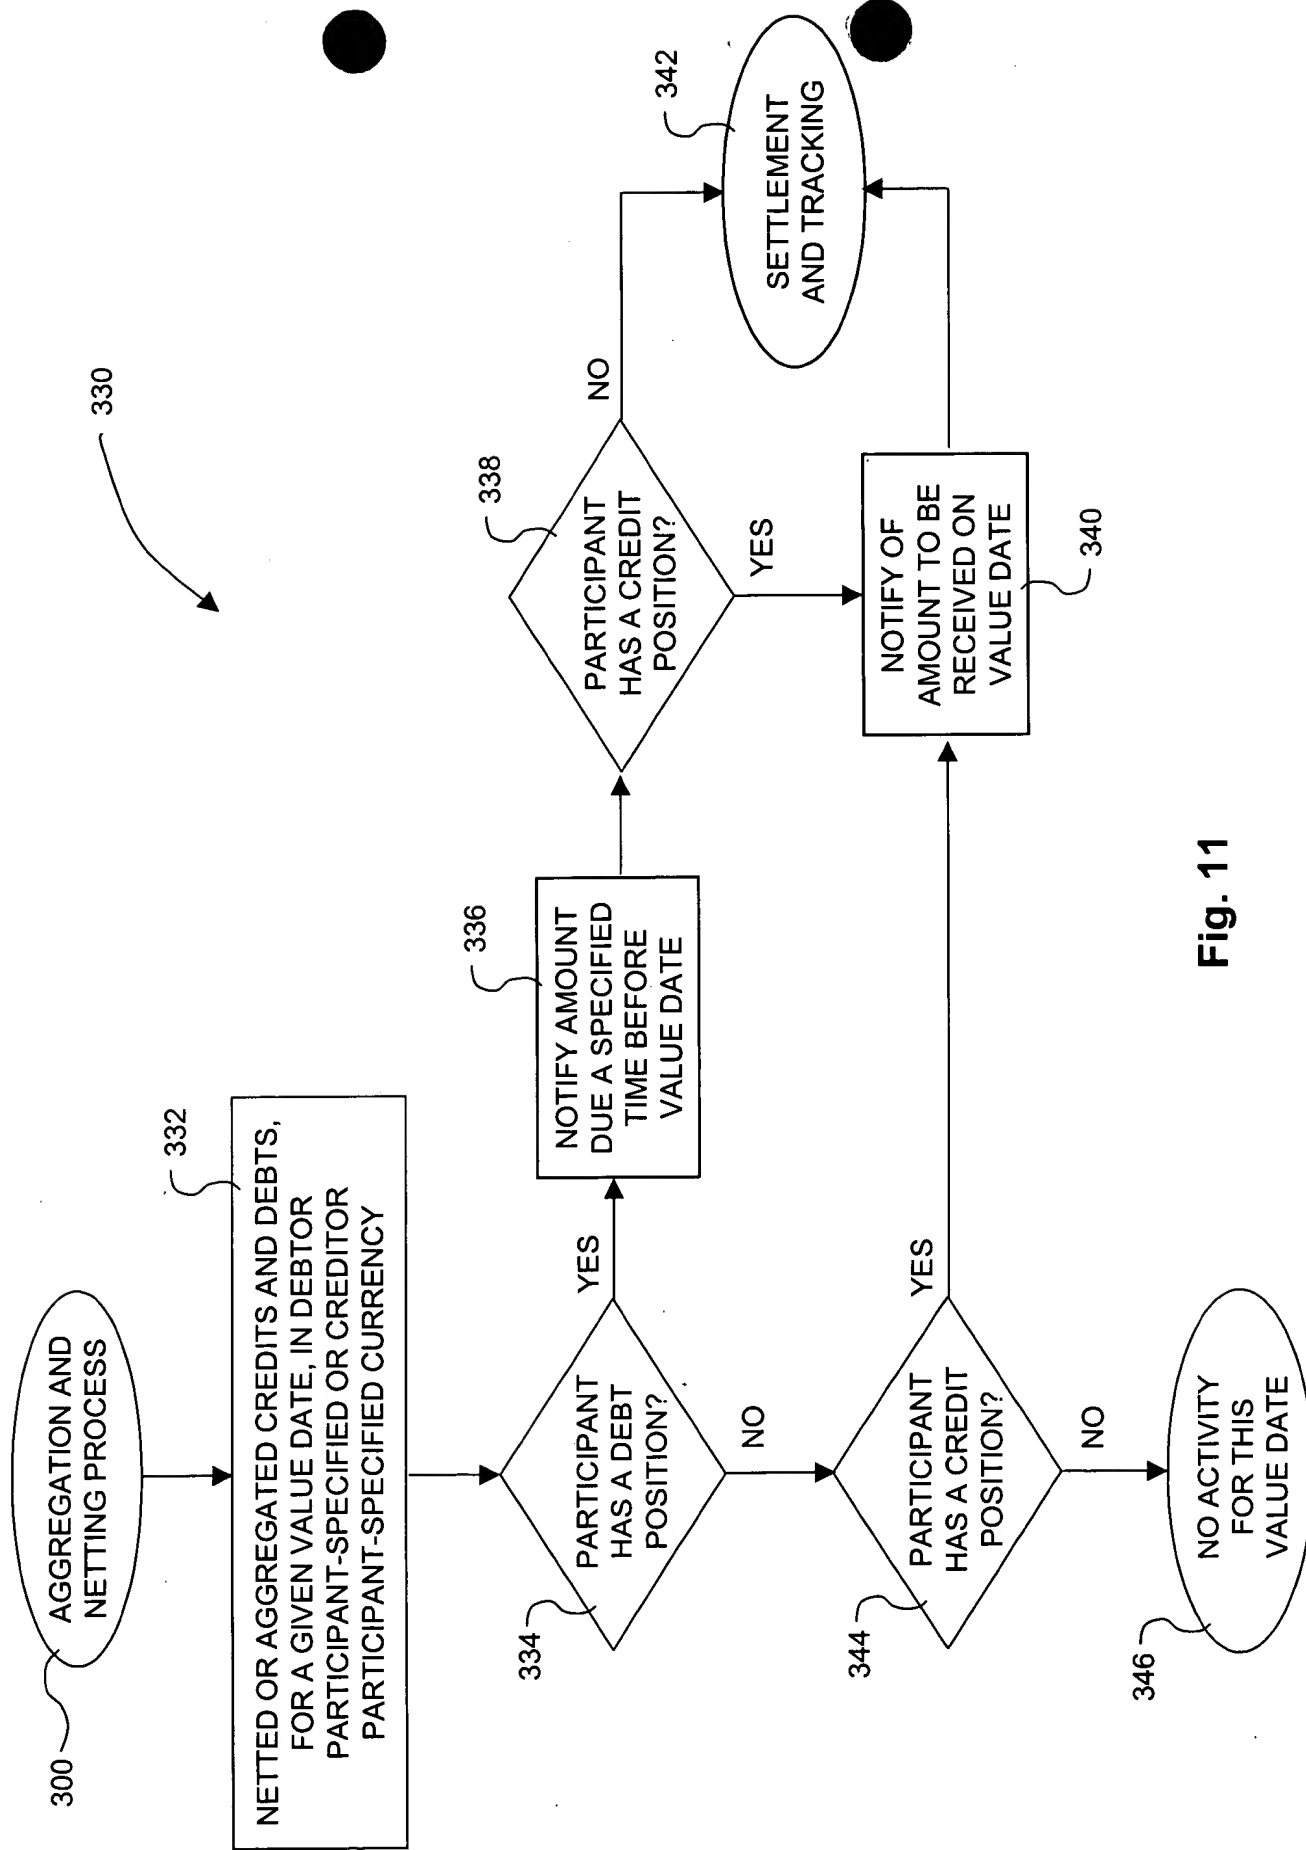 330
300
AGGREGATION AND
NETTING PROCESS
332
NETTED OR AGGREGATED CREDITS AND DEBTS,
FOR A GIVEN VALUE DATE, IN DEBTOR
PARTICIPANT-SPECIFIED OR CREDITOR
PARTICIPANT-SPECIFIED CURRENCY
334
PARTICIPANT
HAS A DEBT
POSITION?
YES
NO
336
NOTIFY AMOUNT
DUE A SPECIFIED
TIME BEFORE
VALUE DATE
338
PARTICIPANT
HAS A CREDIT
POSITION?
NO
YES
342
SETTLEMENT
AND TRACKING
344
PARTICIPANT
HAS A CREDIT
POSITION?
YES
NO
NOTIFY OF
AMOUNT TO BE
RECEIVED ON
VALUE DATE
340
346
NO ACTIVITY
FOR THIS
VALUE DATE
Fig. 11